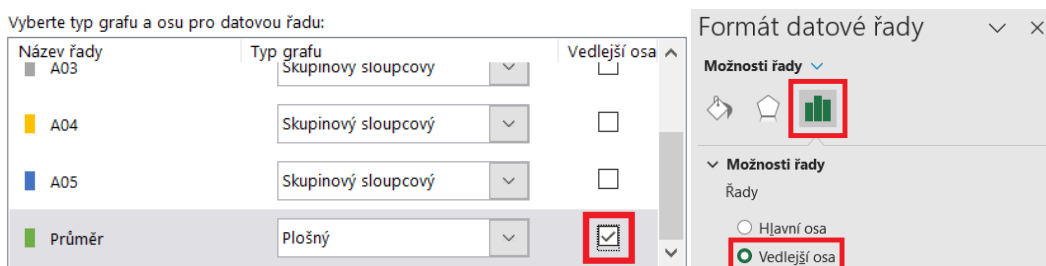 Vyberte typ grafu a osu pro datovou řadu:
Název řady Typ grafu Vedlejší osa
A03 Skupinový sloupcový
A04 Skupinový sloupcový
A05 Skupinový sloupcový
Průměr Plošný
Formát datové řady
Možnosti řady
Možnosti řady
Řady
Hlavní osa
Vedlejší osa